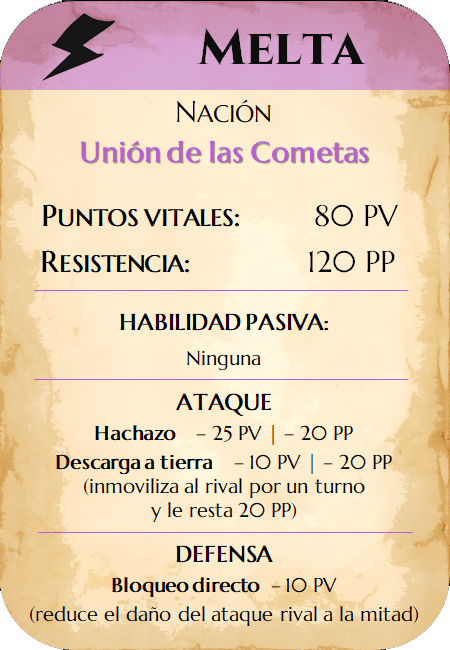 MELTA
NACIÓN
Unión de las Cometas
PUNTOS VITALES: 80 PV
RESISTENCIA: 120 PP
HABILIDAD PASIVA:
Ninguna
ATAQUE
Hachazo – 25 PV | – 20 PP
Descarga a tierra – 10 PV | – 20 PP
(inmoviliza al rival por un turno
y le resta 20 PP)
DEFENSA
Bloqueo directo – 10 PV
(reduce el daño del ataque rival a la mitad)